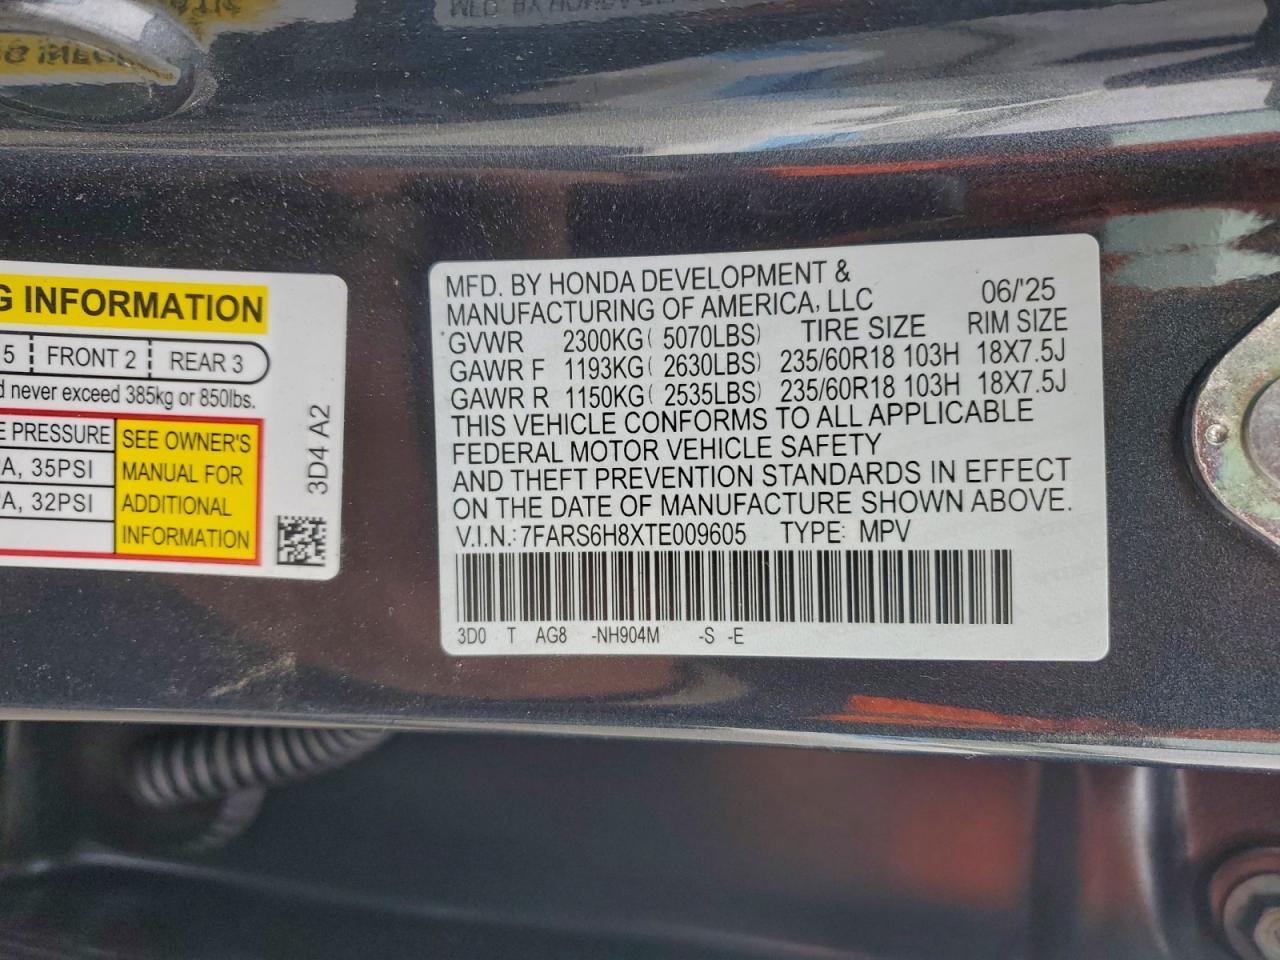 G INFORMATION
5 FRONT 2 REAR 3
d never exceed 385kg or 850lbs.
E PRESSURE
A, 35PSI
A, 32PSI
SEE OWNER'S
MANUAL FOR
ADDITIONAL
INFORMATION
3D4 A2
MFD. BY HONDA DEVELOPMENT &
MANUFACTURING OF AMERICA, LLC 06/'25
GVWR 2300KG( 5070LBS) TIRE SIZE RIM SIZE
GAWR F 1193KG( 2630LBS) 235/60R18 103H 18X7.5J
GAWR R 1150KG( 2535LBS) 235/60R18 103H 18X7.5J
THIS VEHICLE CONFORMS TO ALL APPLICABLE
FEDERAL MOTOR VEHICLE SAFETY
AND THEFT PREVENTION STANDARDS IN EFFECT
ON THE DATE OF MANUFACTURE SHOWN ABOVE.
V.I.N.: 7FARS6H8XTE009605 TYPE: MPV
3D0 T AG8 -NH904M -S -E